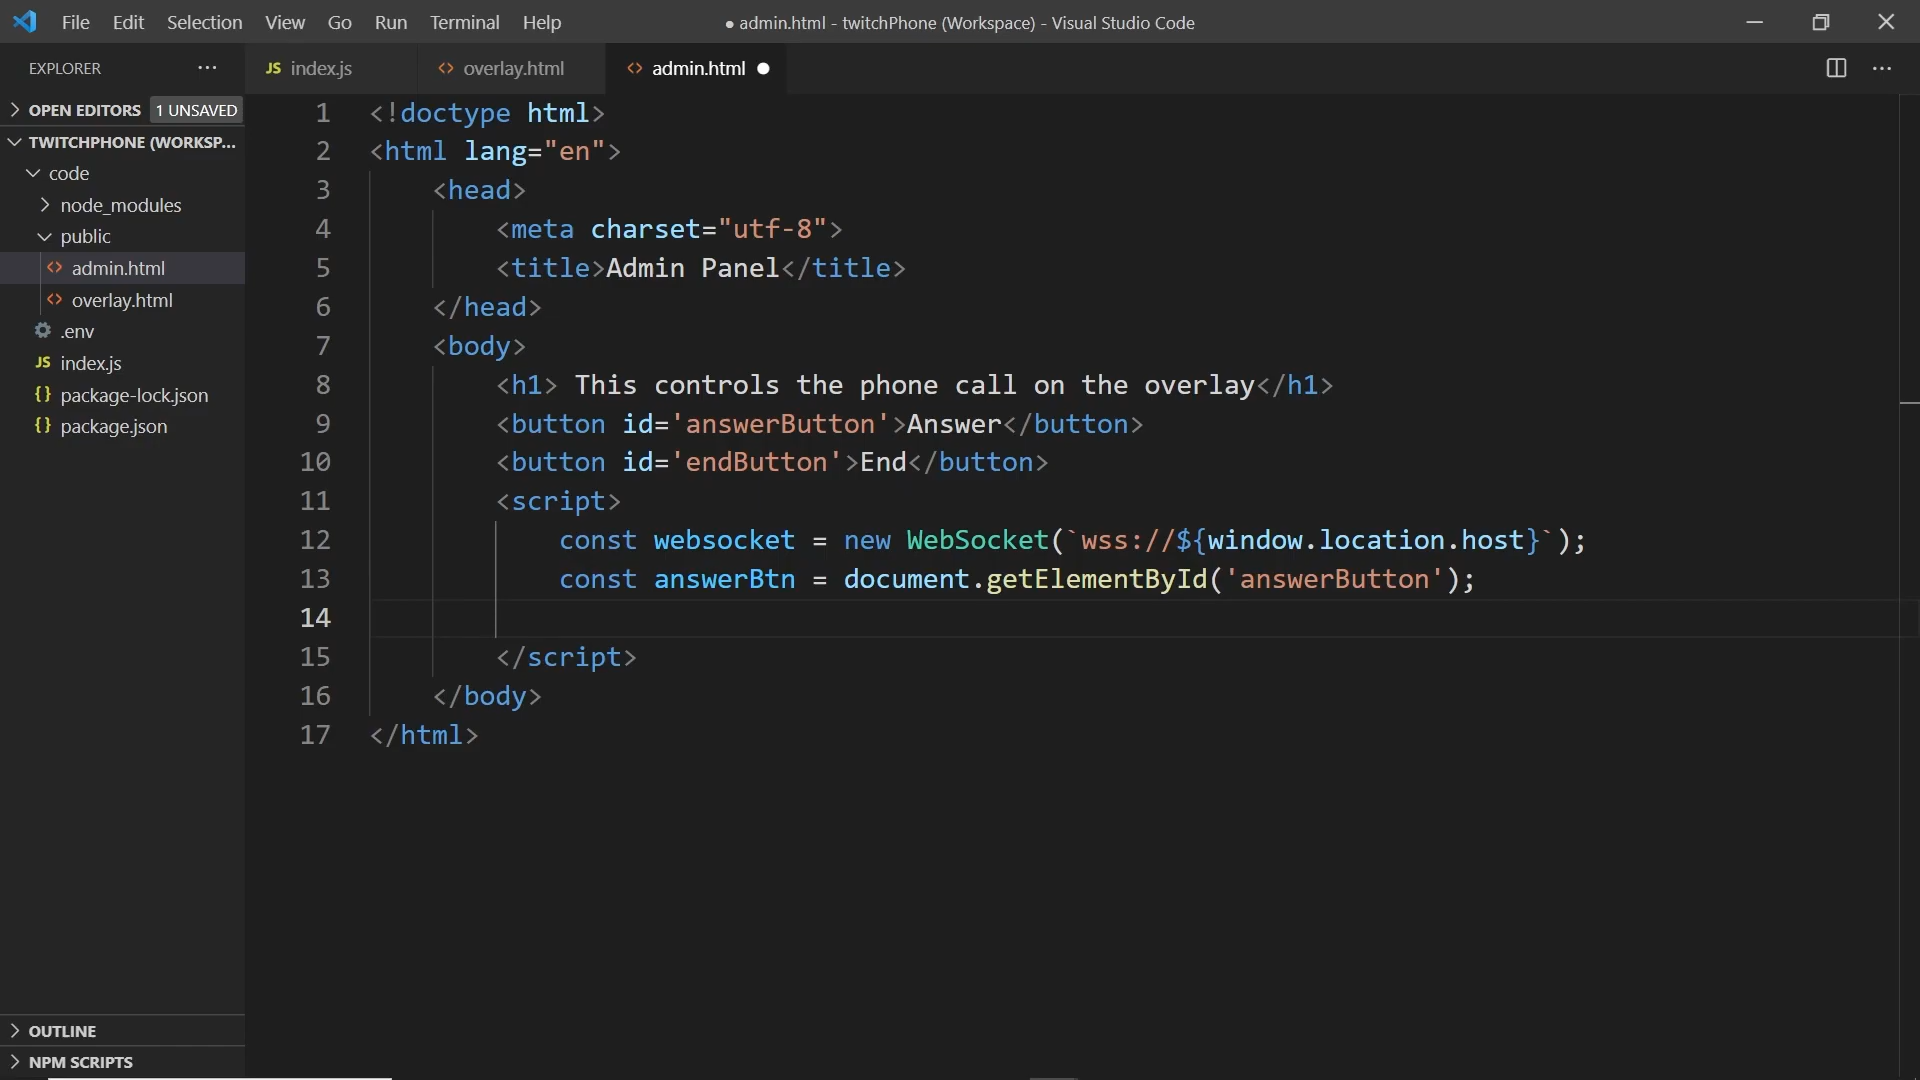 File Edit Selection View Go Run Terminal Help
● admin.html - twitchPhone (Workspace) - Visual Studio Code
EXPLORER
JS index.js
<> overlay.html
<> admin.html ●
OPEN EDITORS 1 UNSAVED
TWITCHPHONE (WORKSP...
code
node_modules
public
<> admin.html
<> overlay.html
.env
JS index.js
{} package-lock.json
{} package.json
OUTLINE
NPM SCRIPTS
1 <!doctype html>
2 <html lang="en">
3     <head>
4         <meta charset="utf-8">
5         <title>Admin Panel</title>
6     </head>
7     <body>
8         <h1> This controls the phone call on the overlay</h1>
9         <button id='answerButton'>Answer</button>
10         <button id='endButton'>End</button>
11         <script>
12             const websocket = new WebSocket(`wss://${window.location.host}`);
13             const answerBtn = document.getElementById('answerButton');
14
15         </script>
16     </body>
17 </html>